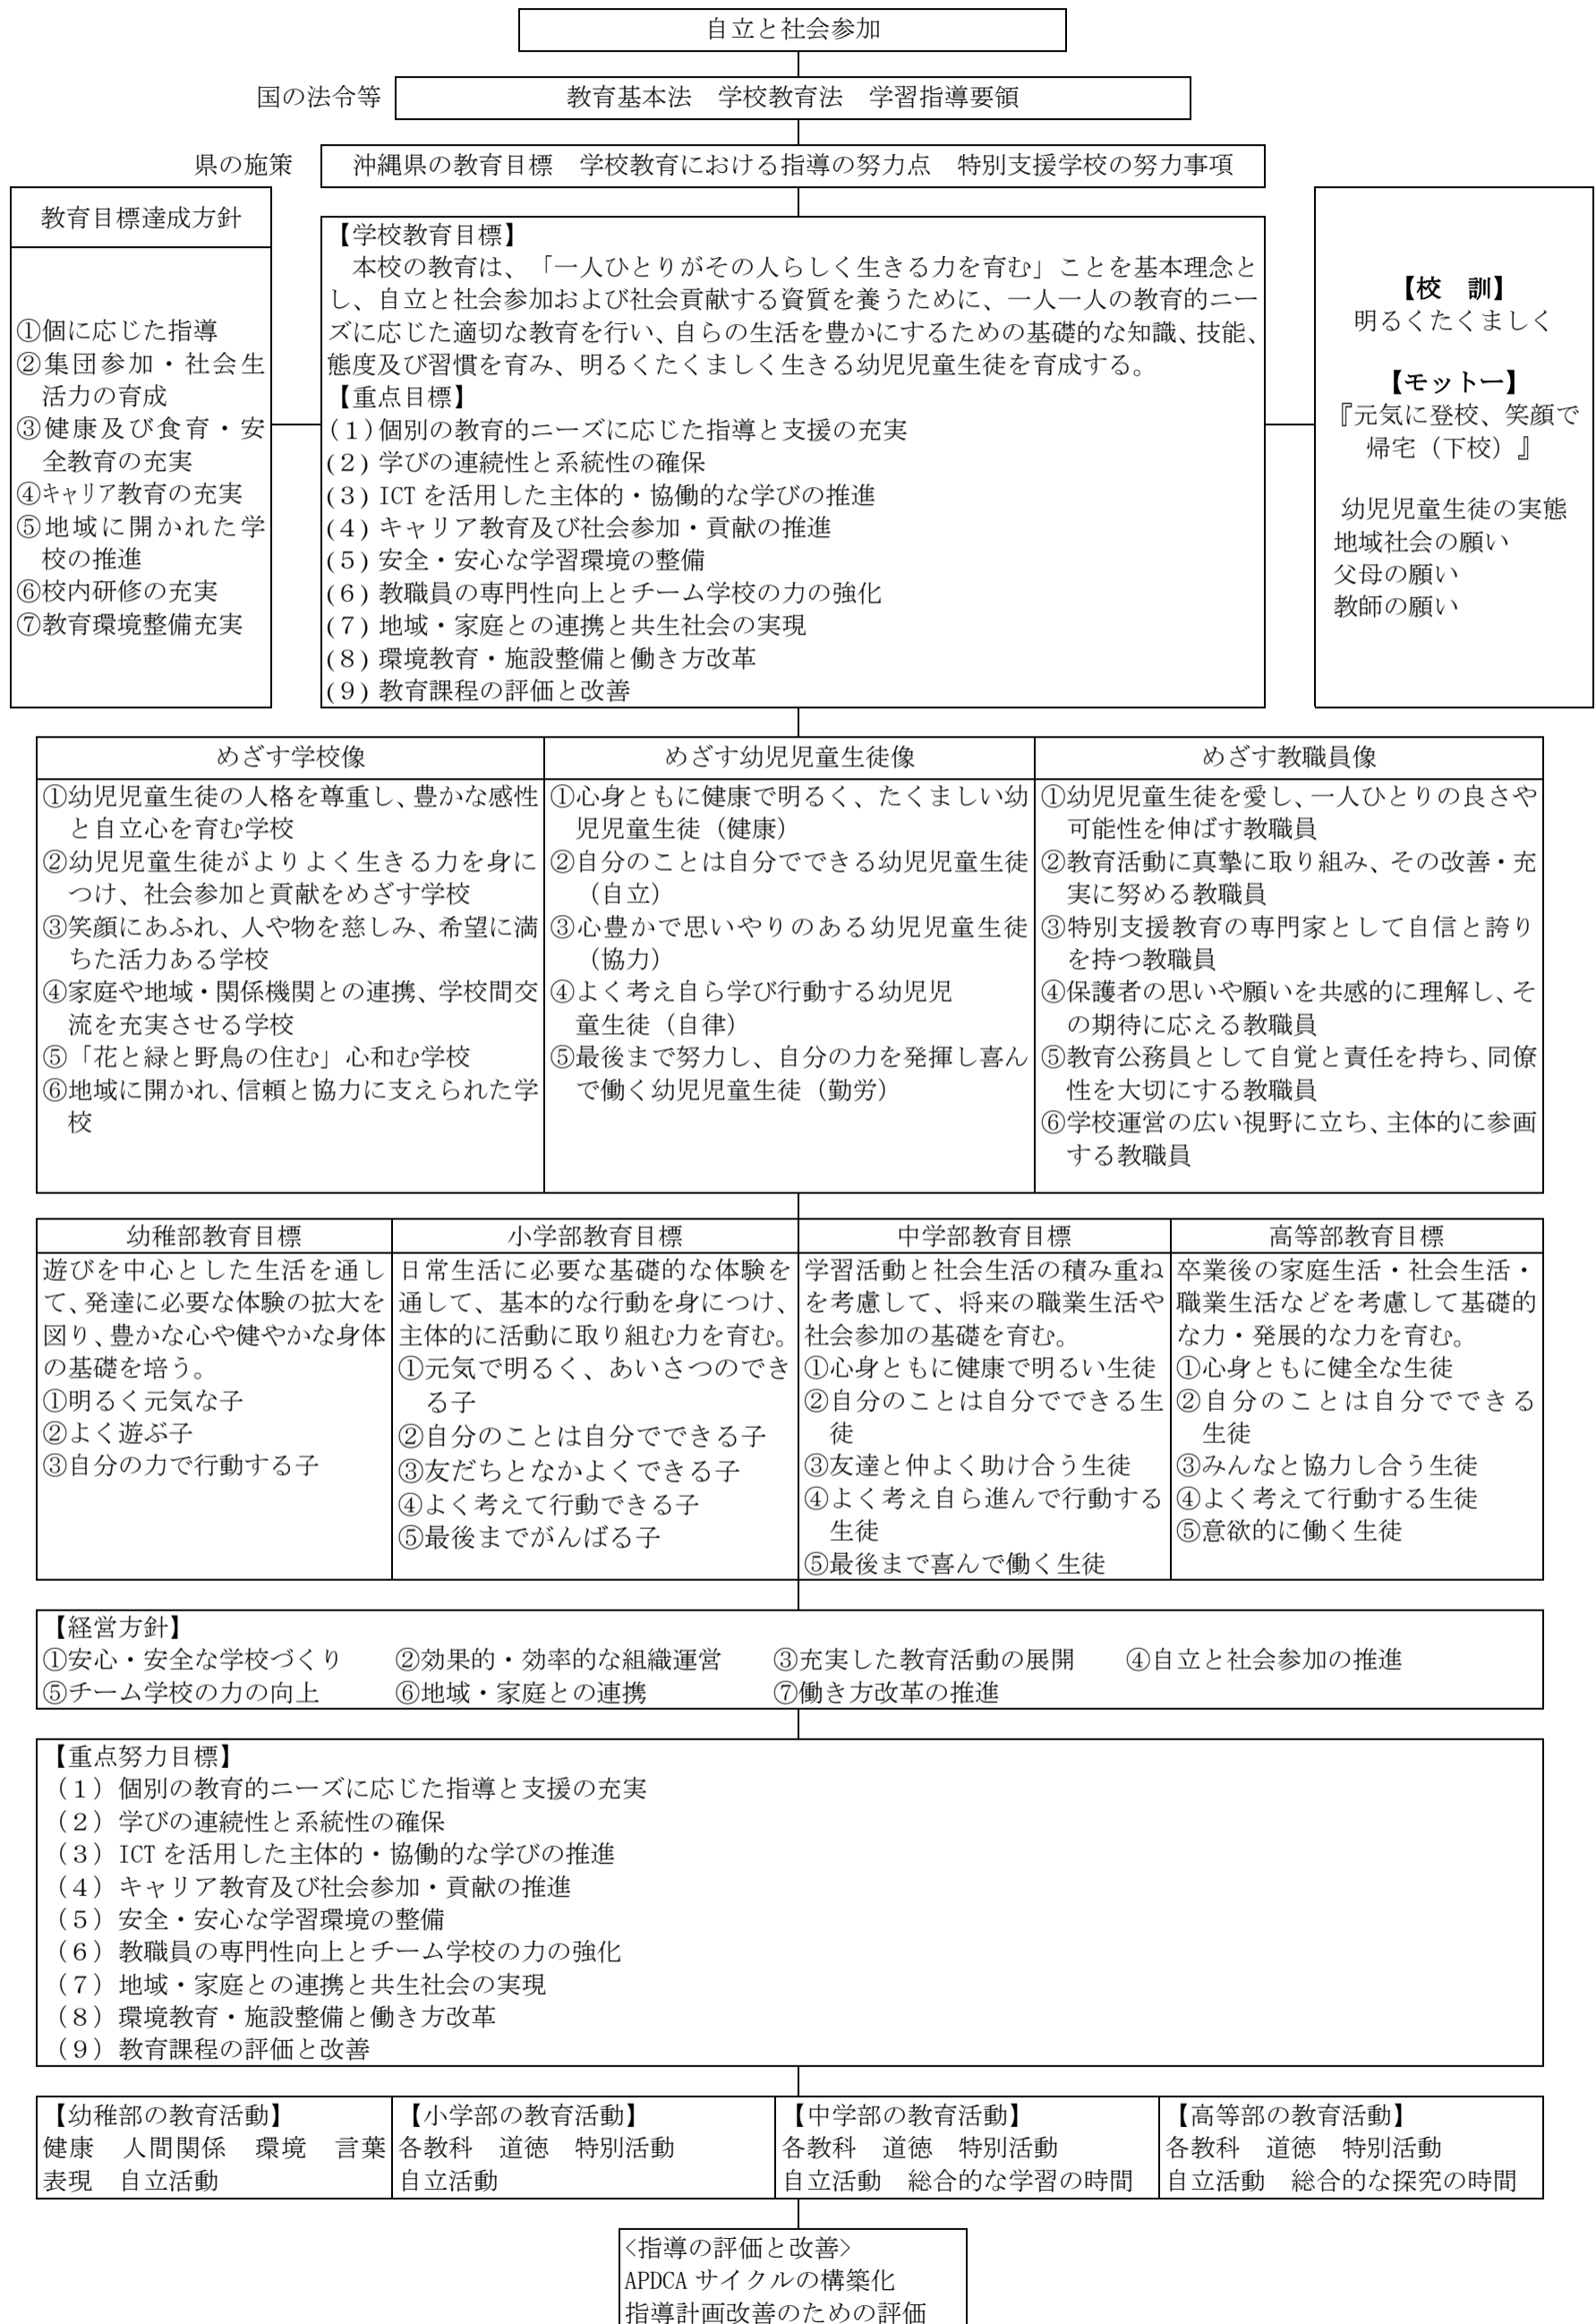 自立と社会参加
国の法令等
教育基本法　学校教育法　学習指導要領
県の施策
沖縄県の教育目標　学校教育における指導の努力点　特別支援学校の努力事項
教育目標達成方針
①個に応じた指導
②集団参加・社会生
活力の育成
③健康及び食育・安
全教育の充実
④キャリア教育の充実
⑤地域に開かれた学
校の推進
⑥校内研修の充実
⑦教育環境整備充実
【学校教育目標】
本校の教育は、「一人ひとりがその人らしく生きる力を育む」ことを基本理念と
し、自立と社会参加および社会貢献する資質を養うために、一人一人の教育的ニー
ズに応じた適切な教育を行い、自らの生活を豊かにするための基礎的な知識、技能、
態度及び習慣を育み、明るくたくましく生きる幼児児童生徒を育成する。
【重点目標】
(１)個別の教育的ニーズに応じた指導と支援の充実
(２) 学びの連続性と系統性の確保
(３) ICT を活用した主体的・協働的な学びの推進
(４) キャリア教育及び社会参加・貢献の推進
(５) 安全・安心な学習環境の整備
(６) 教職員の専門性向上とチーム学校の力の強化
(７) 地域・家庭との連携と共生社会の実現
(８) 環境教育・施設整備と働き方改革
(９) 教育課程の評価と改善
【校　訓】
明るくたくましく
【モットー】
『元気に登校、笑顔で
帰宅（下校）』
幼児児童生徒の実態
地域社会の願い
父母の願い
教師の願い
めざす学校像
①幼児児童生徒の人格を尊重し、豊かな感性
と自立心を育む学校
②幼児児童生徒がよりよく生きる力を身に
つけ、社会参加と貢献をめざす学校
③笑顔にあふれ、人や物を慈しみ、希望に満
ちた活力ある学校
④家庭や地域・関係機関との連携、学校間交
流を充実させる学校
⑤「花と緑と野鳥の住む」心和む学校
⑥地域に開かれ、信頼と協力に支えられた学
校
めざす幼児児童生徒像
①心身ともに健康で明るく、たくましい幼
児児童生徒（健康）
②自分のことは自分でできる幼児児童生徒
（自立）
③心豊かで思いやりのある幼児児童生徒
（協力）
④よく考え自ら学び行動する幼児児
童生徒（自律）
⑤最後まで努力し、自分の力を発揮し喜ん
で働く幼児児童生徒（勤労）
めざす教職員像
①幼児児童生徒を愛し、一人ひとりの良さや
可能性を伸ばす教職員
②教育活動に真摯に取り組み、その改善・充
実に努める教職員
③特別支援教育の専門家として自信と誇り
を持つ教職員
④保護者の思いや願いを共感的に理解し、そ
の期待に応える教職員
⑤教育公務員として自覚と責任を持ち、同僚
性を大切にする教職員
⑥学校運営の広い視野に立ち、主体的に参画
する教職員
幼稚部教育目標
遊びを中心とした生活を通し
て、発達に必要な体験の拡大を
図り、豊かな心や健やかな身体
の基礎を培う。
①明るく元気な子
②よく遊ぶ子
③自分の力で行動する子
小学部教育目標
日常生活に必要な基礎的な体験を
通して、基本的な行動を身につけ、
主体的に活動に取り組む力を育む。
①元気で明るく、あいさつのでき
る子
②自分のことは自分でできる子
③友だちとなかよくできる子
④よく考えて行動できる子
⑤最後までがんばる子
中学部教育目標
学習活動と社会生活の積み重ね
を考慮して、将来の職業生活や
社会参加の基礎を育む。
①心身ともに健康で明るい生徒
②自分のことは自分でできる生
徒
③友達と仲よく助け合う生徒
④よく考え自ら進んで行動する
生徒
⑤最後まで喜んで働く生徒
高等部教育目標
卒業後の家庭生活・社会生活・
職業生活などを考慮して基礎的
な力・発展的な力を育む。
①心身ともに健全な生徒
②自分のことは自分でできる
生徒
③みんなと協力し合う生徒
④よく考えて行動する生徒
⑤意欲的に働く生徒
【経営方針】
①安心・安全な学校づくり　②効果的・効率的な組織運営　③充実した教育活動の展開　④自立と社会参加の推進
⑤チーム学校の力の向上　⑥地域・家庭との連携　⑦働き方改革の推進
【重点努力目標】
（１）個別の教育的ニーズに応じた指導と支援の充実
（２）学びの連続性と系統性の確保
（３）ICT を活用した主体的・協働的な学びの推進
（４）キャリア教育及び社会参加・貢献の推進
（５）安全・安心な学習環境の整備
（６）教職員の専門性向上とチーム学校の力の強化
（７）地域・家庭との連携と共生社会の実現
（８）環境教育・施設整備と働き方改革
（９）教育課程の評価と改善
【幼稚部の教育活動】
健康　人間関係　環境　言葉
表現　自立活動
【小学部の教育活動】
各教科　道徳　特別活動
自立活動
【中学部の教育活動】
各教科　道徳　特別活動
自立活動　総合的な学習の時間
【高等部の教育活動】
各教科　道徳　特別活動
自立活動　総合的な探究の時間
<指導の評価と改善>
APDCA サイクルの構築化
指導計画改善のための評価